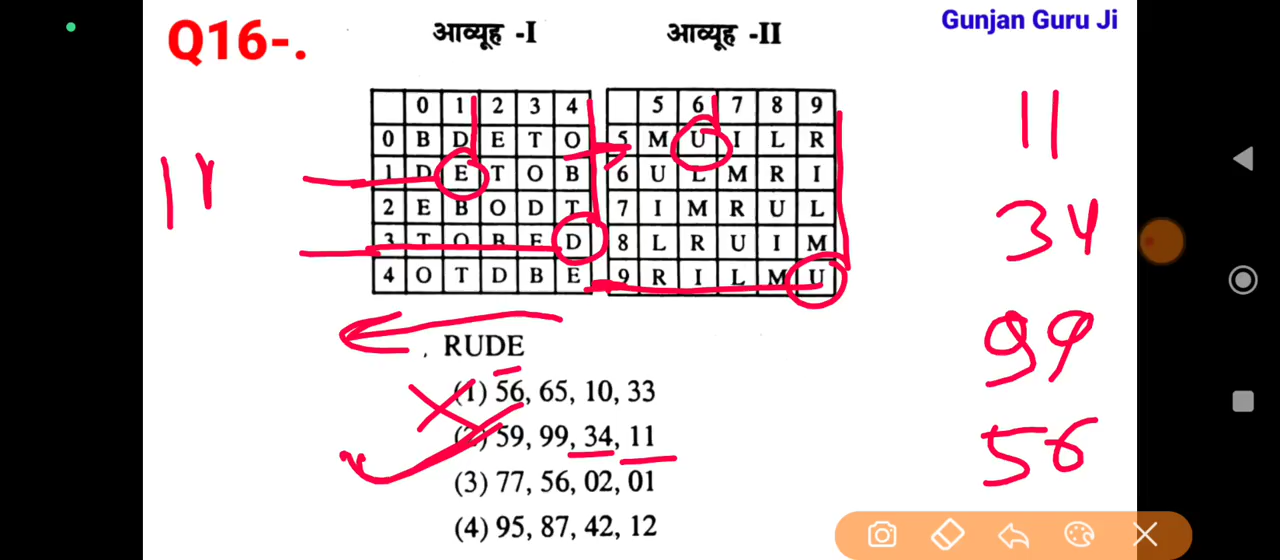 Gunjan Guru Ji
Q16-.
आव्यूह -I आव्यूह -II
0 1 2 3 4
0 B D E T O
1 D E T O B
2 E B O D T
3 T O B E D
4 O T D B E
5 6 7 8 9
5 M U I L R
6 U L M R I
7 I M R U L
8 L R U I M
9 R I L M U
RUDE
(1) 56, 65, 10, 33
(2) 59, 99, 34, 11
(3) 77, 56, 02, 01
(4) 95, 87, 42, 12
11
34
99
56